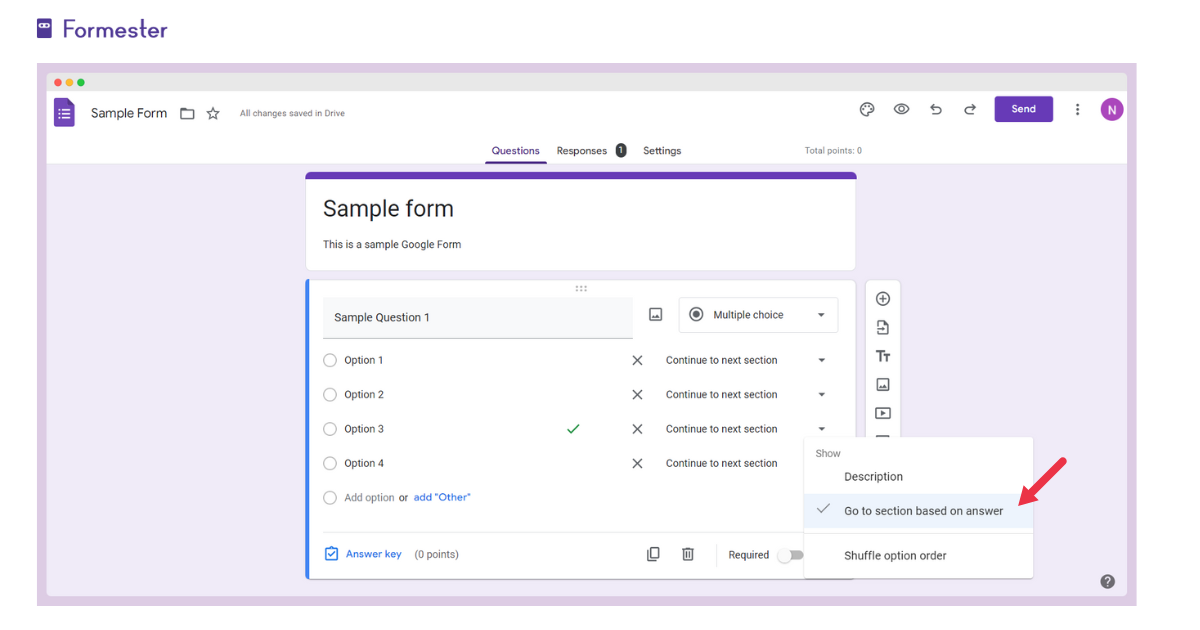 Formester
Sample Form
All changes saved in Drive
Send
N
Questions
Responses 1
Settings
Total points: 0
Sample form
This is a sample Google Form
Sample Question 1
Multiple choice
Option 1
Continue to next section
Option 2
Continue to next section
Option 3
Continue to next section
Option 4
Continue to next section
Add option or add "Other"
Answer key (0 points)
Required
Show
Description
Go to section based on answer
Shuffle option order